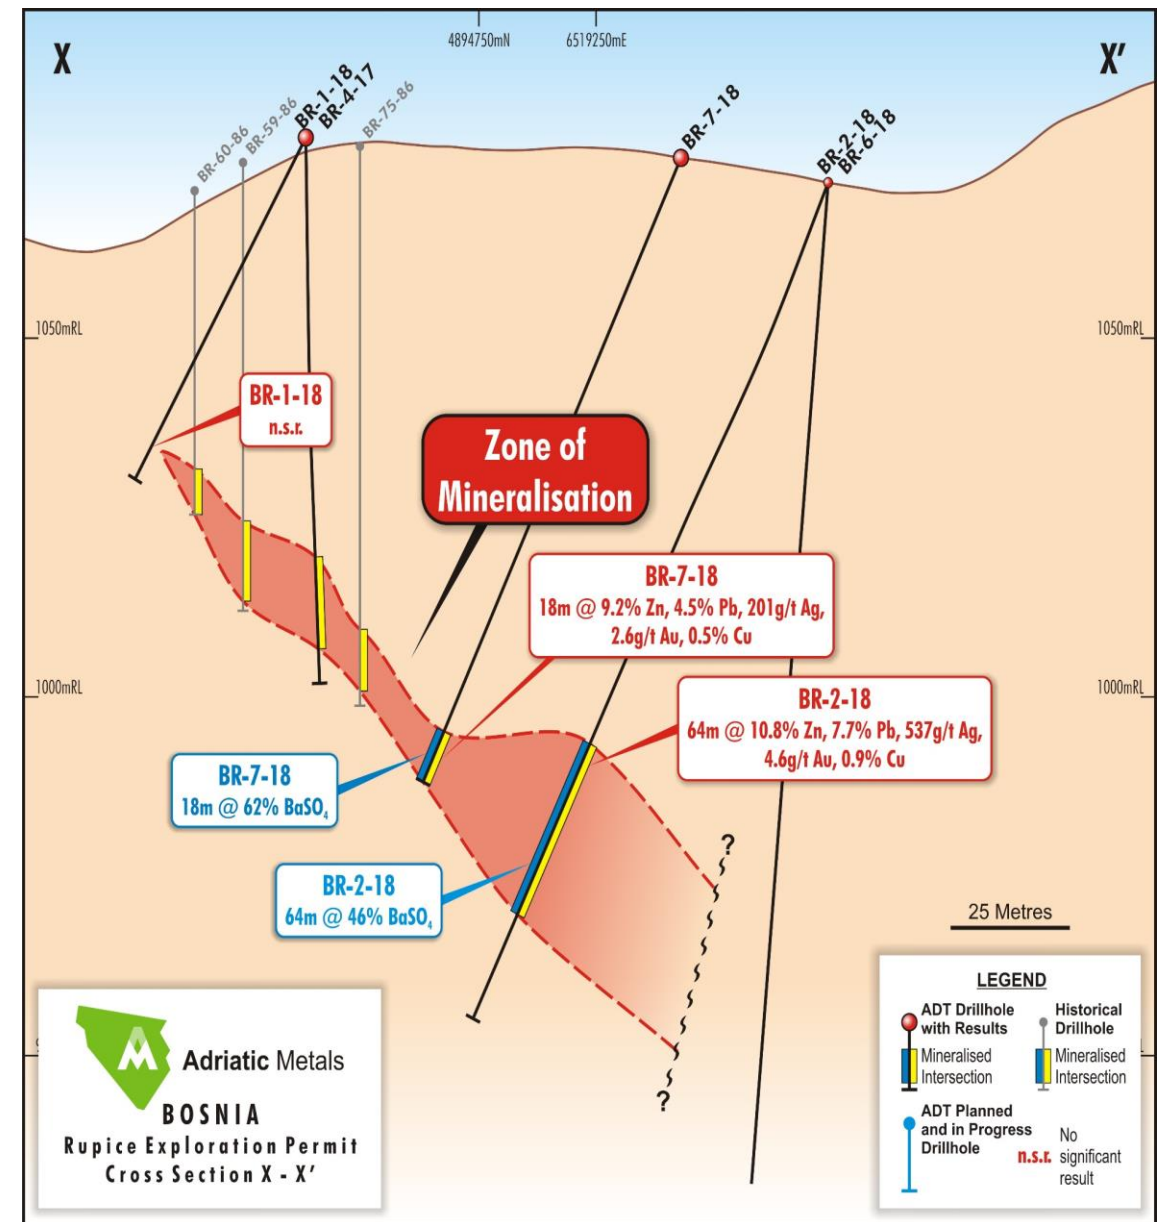 X
4894750mN
6519250mE
X'
BR-60-86
BR-59-86
BR-1-18
BR-4-17
BR-75-86
BR-7-18
BR-2-18
BR-6-18
1050mRL
1050mRL
BR-1-18
n.s.r.
Zone of
Mineralisation
BR-7-18
18m @ 9.2% Zn, 4.5% Pb, 201g/t Ag,
2.6g/t Au, 0.5% Cu
1000mRL
1000mRL
BR-2-18
64m @ 10.8% Zn, 7.7% Pb, 537g/t Ag,
4.6g/t Au, 0.9% Cu
BR-7-18
18m @ 62% BaSO₄
?
BR-2-18
64m @ 46% BaSO₄
25 Metres
?
Adriatic Metals
BOSNIA
Rupice Exploration Permit
Cross Section X - X'
LEGEND
ADT Drillhole
with Results
Mineralised
Intersection
Historical
Drillhole
Mineralised
Intersection
ADT Planned
and in Progress
Drillhole
n.s.r.
No
significant
result